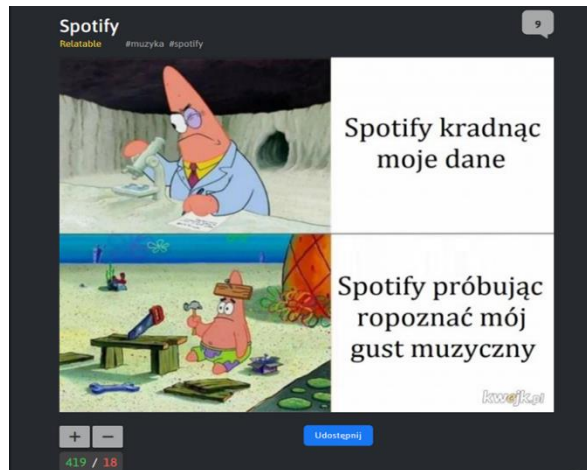 Spotify
9
Relatable #muzyka #spotify
Spotify kradnąc
moje dane
Spotify próbując
ropoznać mój
gust muzyczny
kwejk.pl
+ −
Udostępnij
419 / 18